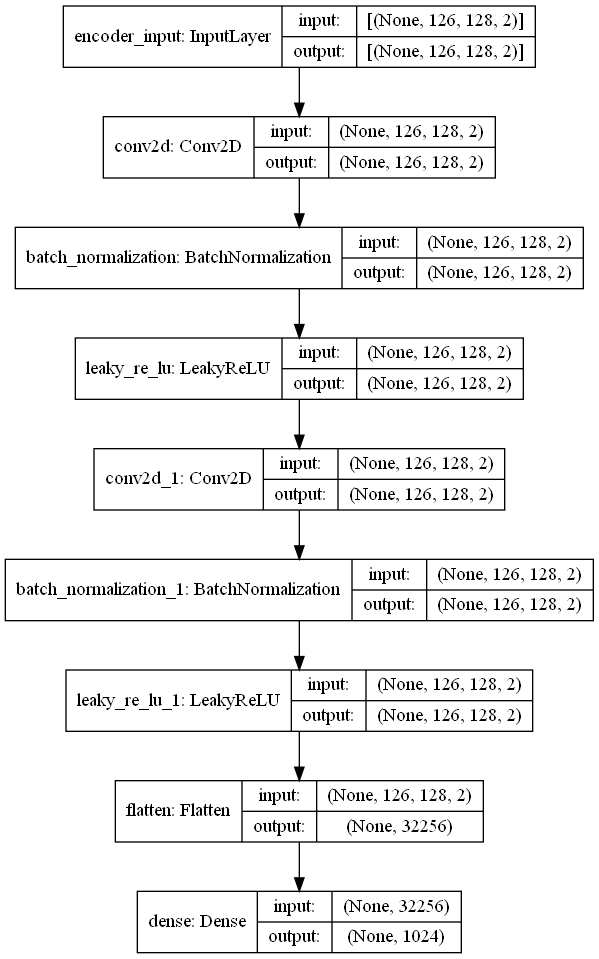 encoder_input: InputLayer
input:
[(None, 126, 128, 2)]
output:
[(None, 126, 128, 2)]
conv2d: Conv2D
input:
(None, 126, 128, 2)
output:
(None, 126, 128, 2)
batch_normalization: BatchNormalization
input:
(None, 126, 128, 2)
output:
(None, 126, 128, 2)
leaky_re_lu: LeakyReLU
input:
(None, 126, 128, 2)
output:
(None, 126, 128, 2)
conv2d_1: Conv2D
input:
(None, 126, 128, 2)
output:
(None, 126, 128, 2)
batch_normalization_1: BatchNormalization
input:
(None, 126, 128, 2)
output:
(None, 126, 128, 2)
leaky_re_lu_1: LeakyReLU
input:
(None, 126, 128, 2)
output:
(None, 126, 128, 2)
flatten: Flatten
input:
(None, 126, 128, 2)
output:
(None, 32256)
dense: Dense
input:
(None, 32256)
output:
(None, 1024)